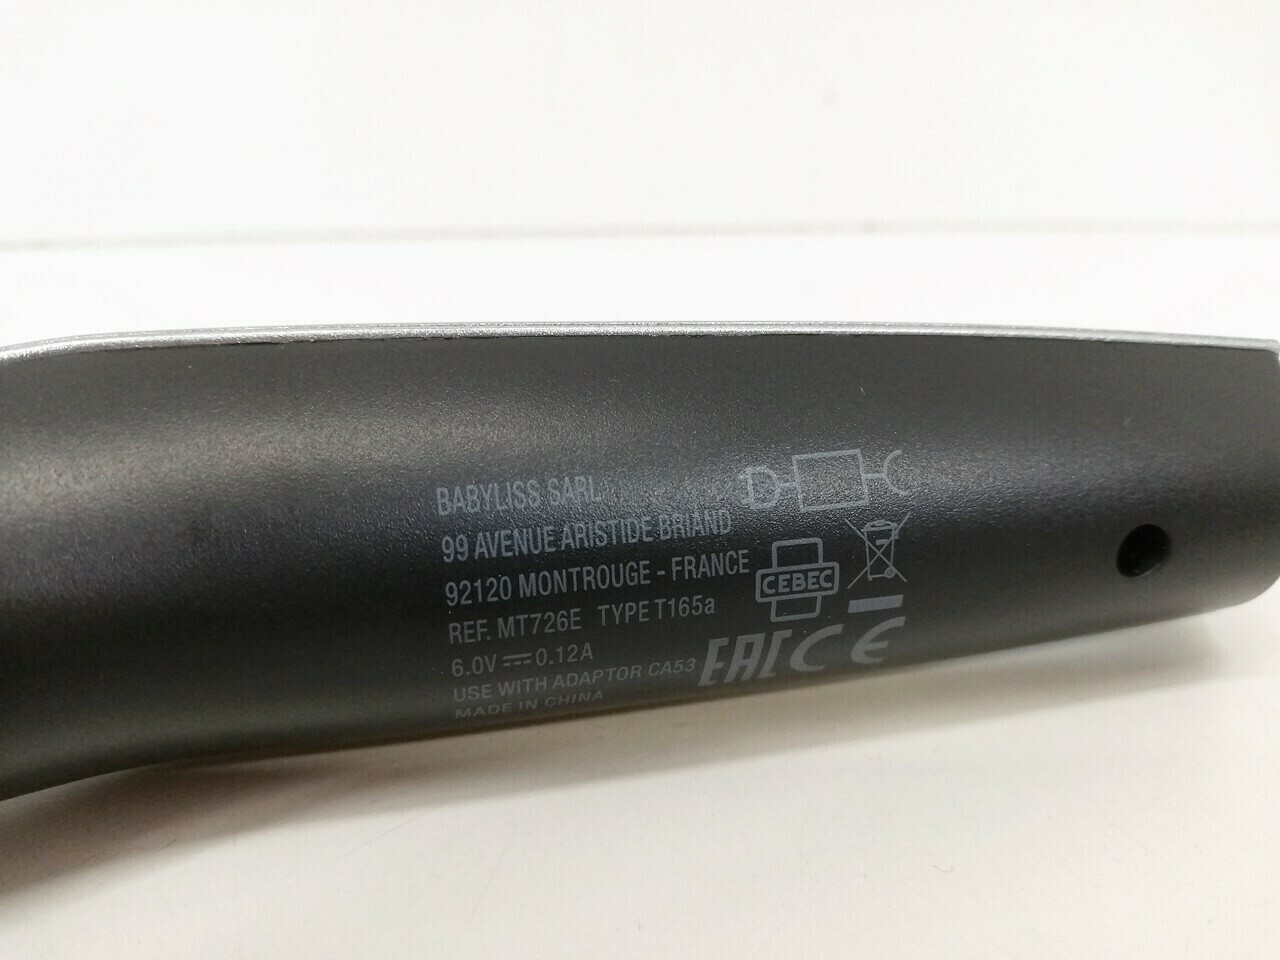 BABYLISS SARL
99 AVENUE ARISTIDE BRIAND
92120 MONTROUGE - FRANCE
REF. MT726E TYPE T165a
6.0V ⎓ 0.12A
USE WITH ADAPTOR CA53
MADE IN CHINA
CEBEC
EAC CE